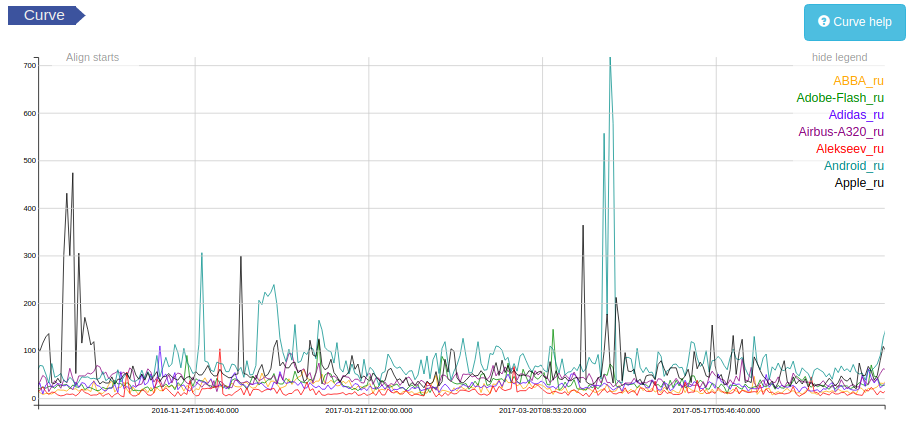 Curve
Curve help
Align starts
hide legend
ABBA_ru
Adobe-Flash_ru
Adidas_ru
Airbus-A320_ru
Alekseev_ru
Android_ru
Apple_ru
700
600
500
400
300
200
100
0
2016-11-24T15:06:40.000
2017-01-21T12:00:00.000
2017-03-20T08:53:20.000
2017-05-17T05:46:40.000